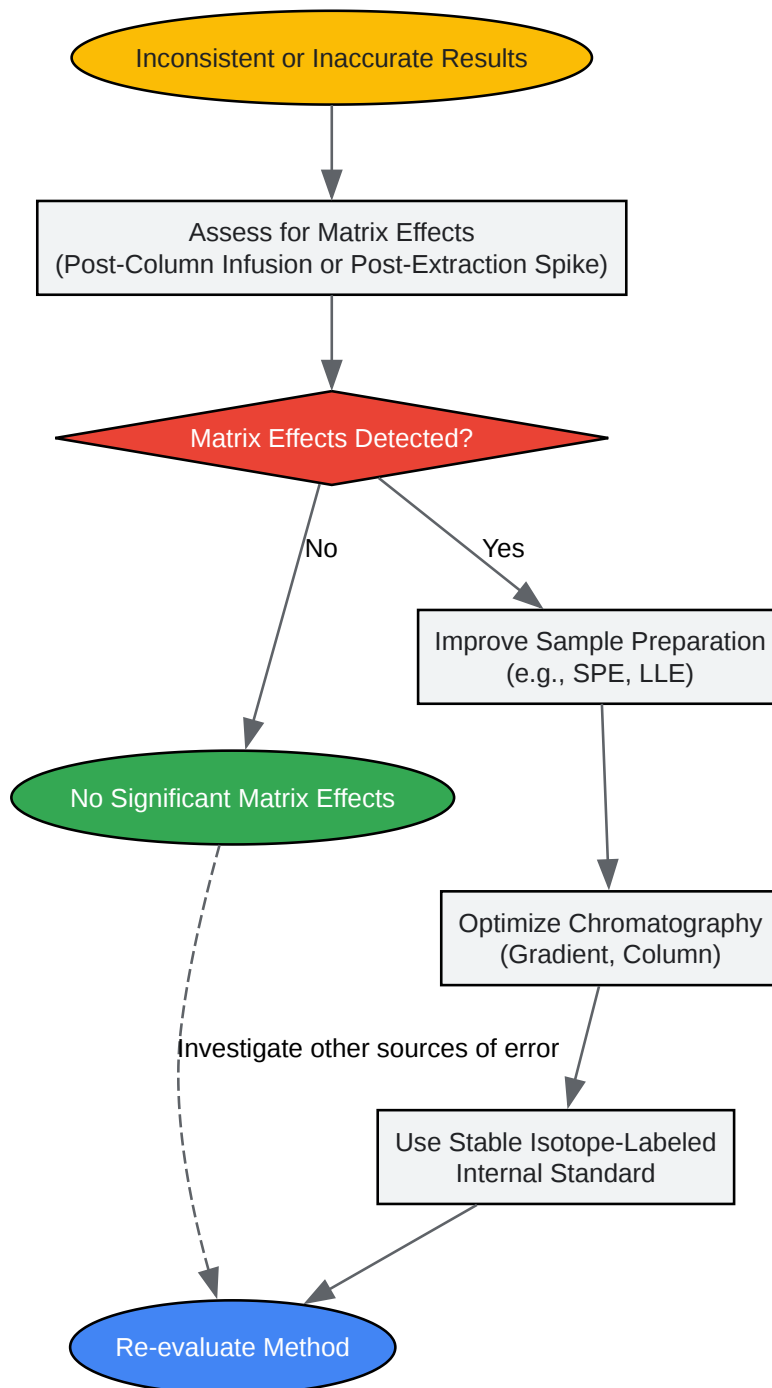 Inconsistent or Inaccurate Results
Assess for Matrix Effects
(Post-Column Infusion or Post-Extraction Spike)
Matrix Effects Detected?
No
Yes
Improve Sample Preparation
(e.g., SPE, LLE)
No Significant Matrix Effects
Optimize Chromatography
(Gradient, Column)
Investigate other sources of error
Use Stable Isotope-Labeled
Internal Standard
Re-evaluate Method